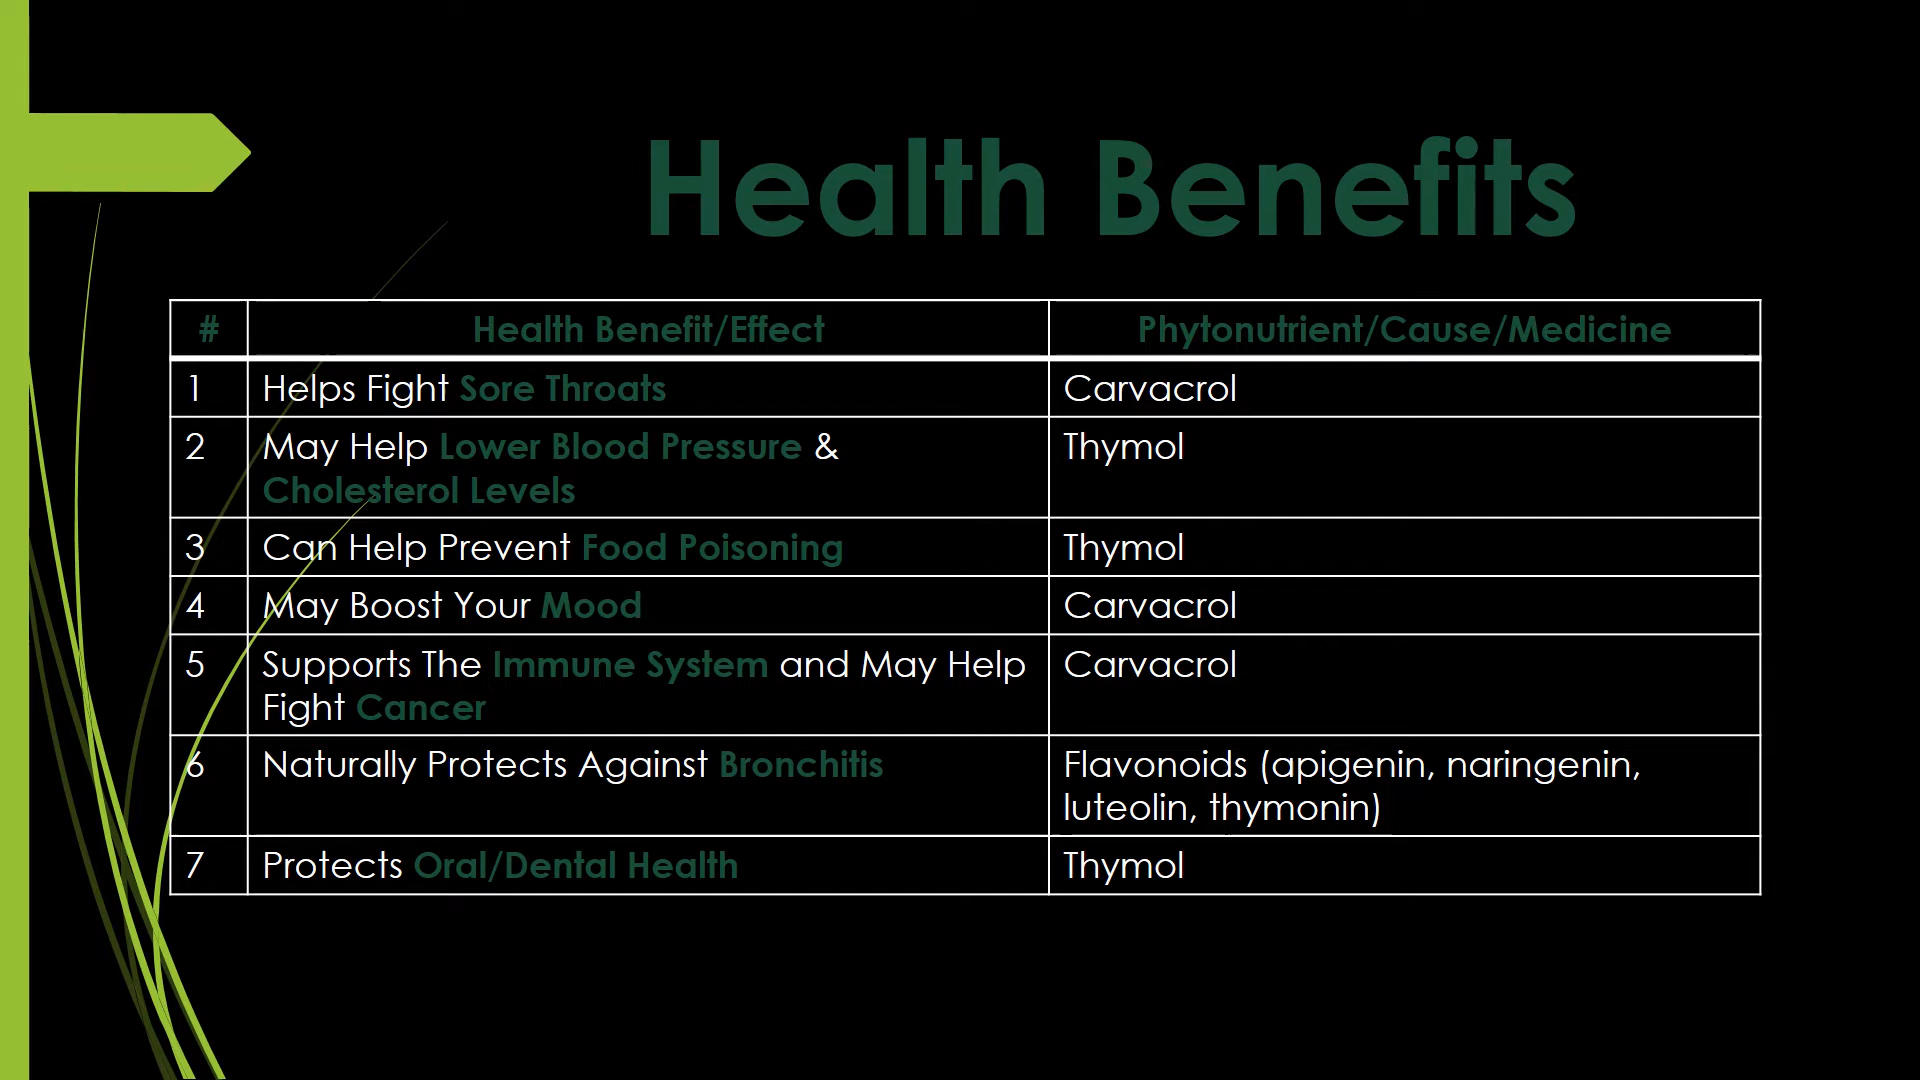 Health Benefits
# Health Benefit/Effect Phytonutrient/Cause/Medicine
1 Helps Fight Sore Throats Carvacrol
2 May Help Lower Blood Pressure & Thymol
Cholesterol Levels
3 Can Help Prevent Food Poisoning Thymol
4 May Boost Your Mood Carvacrol
5 Supports The Immune System and May Help Carvacrol
Fight Cancer
6 Naturally Protects Against Bronchitis Flavonoids (apigenin, naringenin,
luteolin, thymonin)
7 Protects Oral/Dental Health Thymol